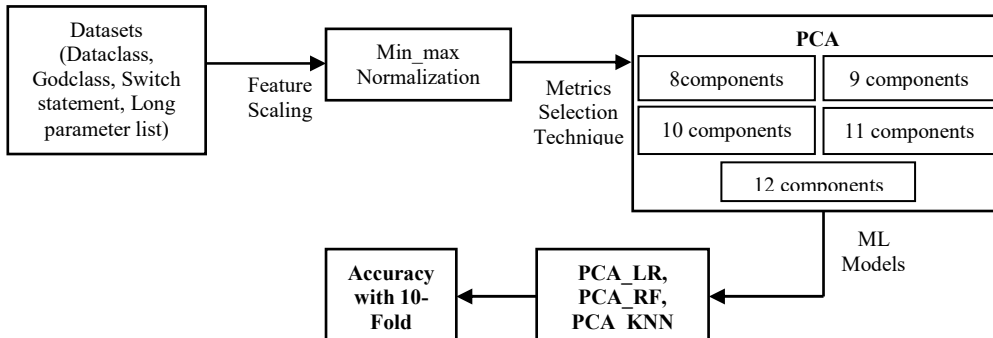 Datasets
(Dataclass,
Godclass, Switch
statement, Long
parameter list)
Feature
Scaling
Min_max
Normalization
Metrics
Selection
Technique
PCA
8components
9 components
10 components
11 components
12 components
ML
Models
PCA_LR,
PCA_RF,
PCA_KNN
Accuracy
with 10-
Fold